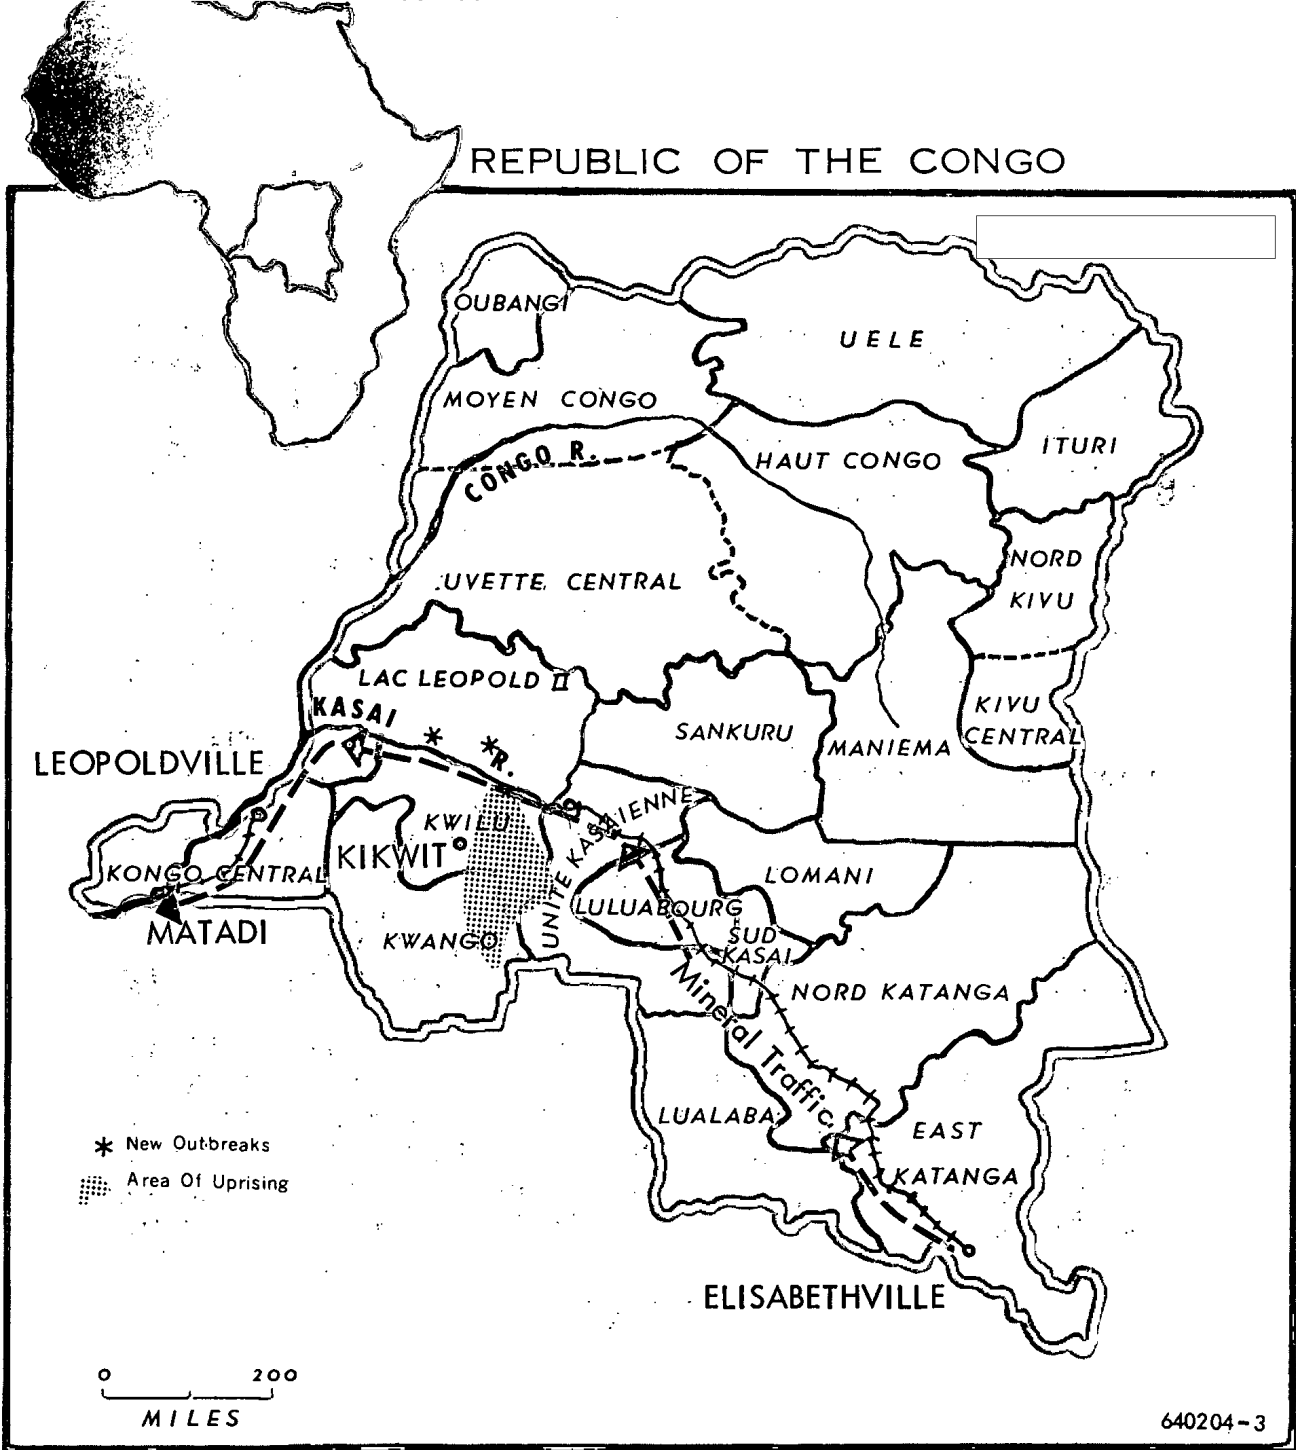 REPUBLIC OF THE CONGO
OUBANGI
UELE
MOYEN CONGO
ITURI
CONGO R.
HAUT CONGO
NORD
KIVU
UVETTE CENTRAL
LAC LEOPOLD II
KASAI
R.
SANKURU
MANIEMA
KIVU
CENTRAL
LEOPOLDVILLE
KWILU
KIKWIT
UNITE KASAIENNE
KONGO CENTRAL
LOMANI
LULUABOURG
MATADI
KWANGO
SUD
KASAI
NORD KATANGA
Mineral Traffic
LUALABA
EAST
KATANGA
* New Outbreaks
Area Of Uprising
ELISABETHVILLE
0 200
MILES
640204-3